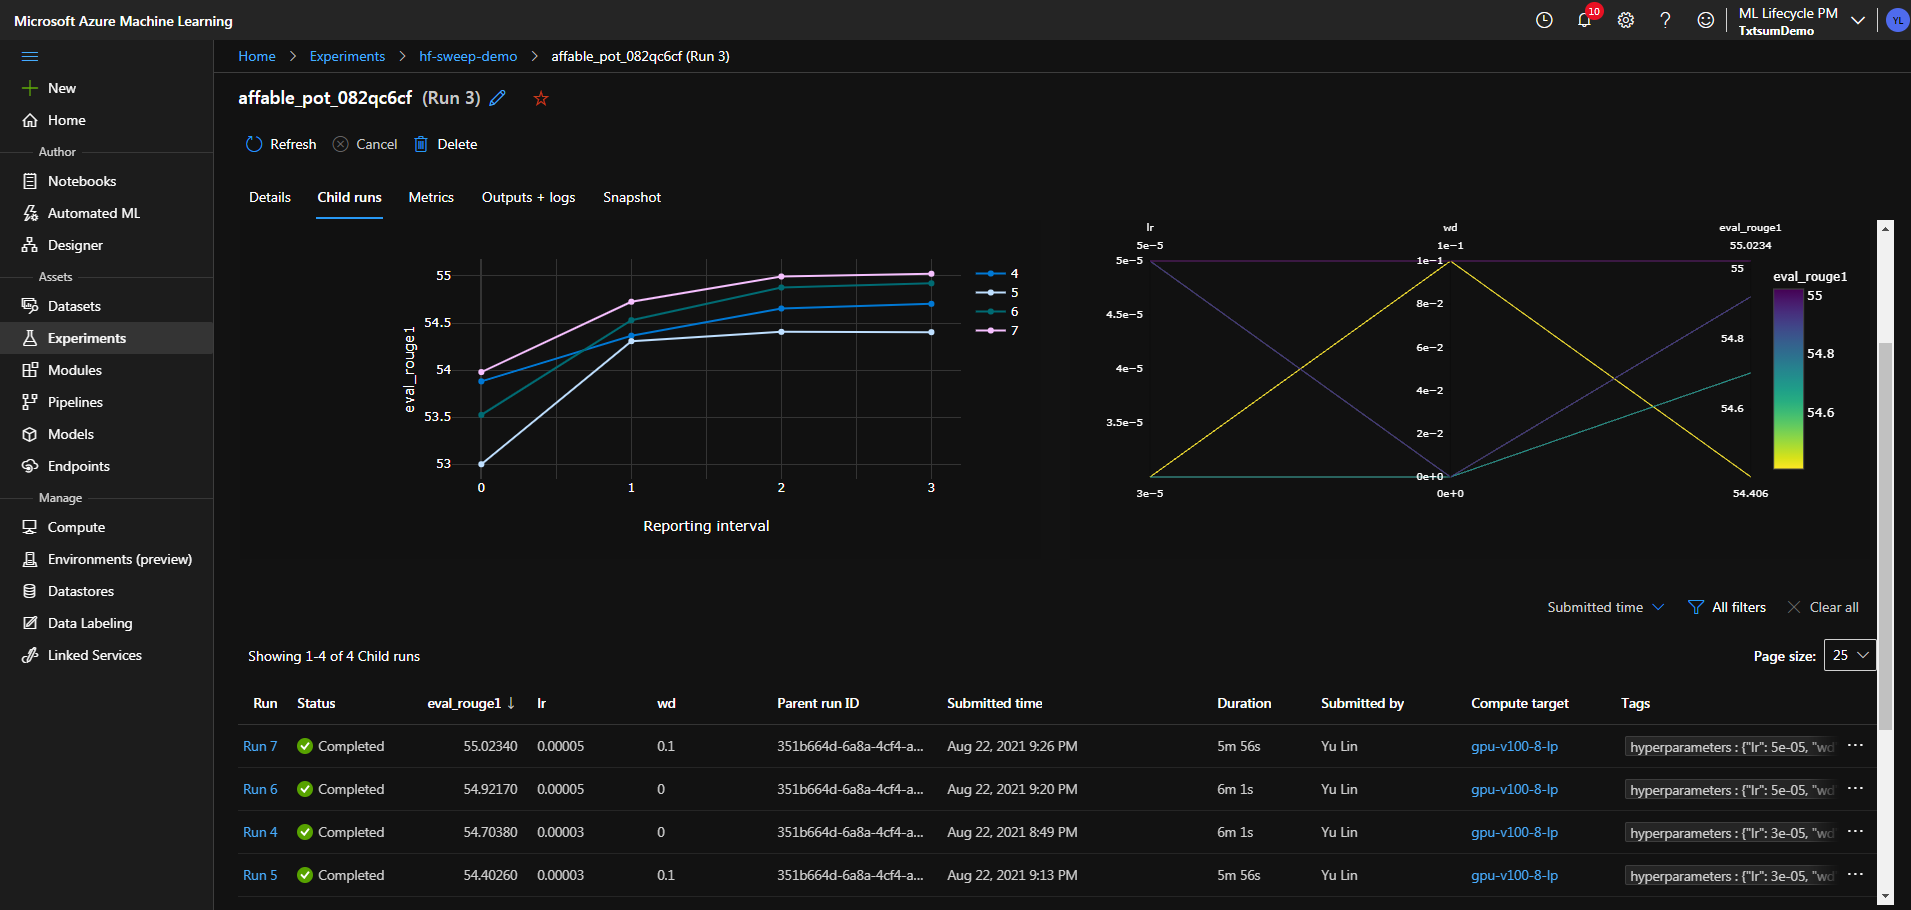 Microsoft Azure Machine Learning
10
ML Lifecycle PM
TxtsumDemo
YL
New
Home
Author
Notebooks
Automated ML
Designer
Assets
Datasets
Experiments
Modules
Pipelines
Models
Endpoints
Manage
Compute
Environments (preview)
Datastores
Data Labeling
Linked Services
Home > Experiments > hf-sweep-demo > affable_pot_082qc6cf (Run 3)
affable_pot_082qc6cf (Run 3)
Refresh Cancel Delete
Details Child runs Metrics Outputs + logs Snapshot
eval_rouge1
55
54.5
54
53.5
53
0 1 2 3
Reporting interval
4
5
6
7
lr wd eval_rouge1
5e−5 1e−1 55.0234
5e−5
4.5e−5
4e−5
3.5e−5
3e−5
1e−1
8e−2
6e−2
4e−2
2e−2
0e+0
0e+0
55
54.8
54.6
54.406
eval_rouge1
55
54.8
54.6
Submitted time All filters Clear all
Showing 1-4 of 4 Child runs
Page size: 25
Run Status eval_rouge1 ↓ lr wd Parent run ID Submitted time Duration Submitted by Compute target Tags
Run 7 Completed 55.02340 0.00005 0.1 351b664d-6a8a-4cf4-a... Aug 22, 2021 9:26 PM 5m 56s Yu Lin gpu-v100-8-lp hyperparameters : {"lr": 5e-05, "wd" ...
Run 6 Completed 54.92170 0.00005 0 351b664d-6a8a-4cf4-a... Aug 22, 2021 9:20 PM 6m 1s Yu Lin gpu-v100-8-lp hyperparameters : {"lr": 5e-05, "wd" ...
Run 4 Completed 54.70380 0.00003 0 351b664d-6a8a-4cf4-a... Aug 22, 2021 8:49 PM 6m 1s Yu Lin gpu-v100-8-lp hyperparameters : {"lr": 3e-05, "wd" ...
Run 5 Completed 54.40260 0.00003 0.1 351b664d-6a8a-4cf4-a... Aug 22, 2021 9:13 PM 5m 56s Yu Lin gpu-v100-8-lp hyperparameters : {"lr": 3e-05, "wd" ...